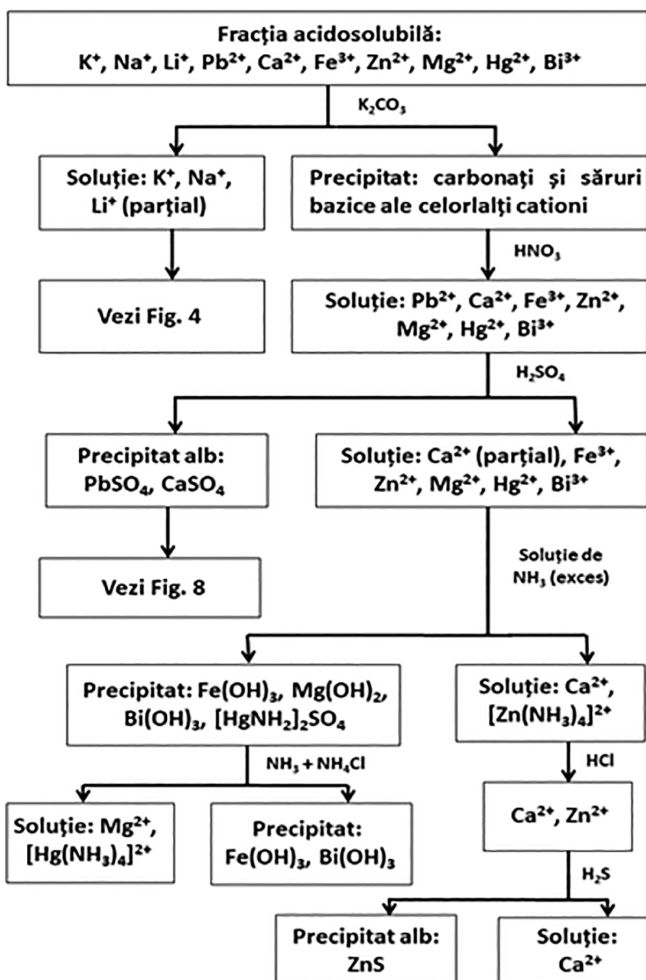 Fracția acidosolubilă:
K⁺, Na⁺, Li⁺, Pb²⁺, Ca²⁺, Fe³⁺, Zn²⁺, Mg²⁺, Hg²⁺, Bi³⁺
K₂CO₃
Soluție: K⁺, Na⁺,
Li⁺ (parțial)
Precipitat: carbonați și săruri
bazice ale celorlalți cationi
HNO₃
Vezi Fig. 4
Soluție: Pb²⁺, Ca²⁺, Fe³⁺, Zn²⁺,
Mg²⁺, Hg²⁺, Bi³⁺
H₂SO₄
Precipitat alb:
PbSO₄, CaSO₄
Soluție: Ca²⁺ (parțial), Fe³⁺,
Zn²⁺, Mg²⁺, Hg²⁺, Bi³⁺
Vezi Fig. 8
Soluție de
NH₃ (exces)
Precipitat: Fe(OH)₃, Mg(OH)₂,
Bi(OH)₃, [HgNH₂]₂SO₄
Soluție: Ca²⁺,
[Zn(NH₃)₄]²⁺
NH₃ + NH₄Cl
HCl
Soluție: Mg²⁺,
[Hg(NH₃)₄]²⁺
Precipitat:
Fe(OH)₃, Bi(OH)₃
Ca²⁺, Zn²⁺
H₂S
Precipitat alb:
ZnS
Soluție:
Ca²⁺